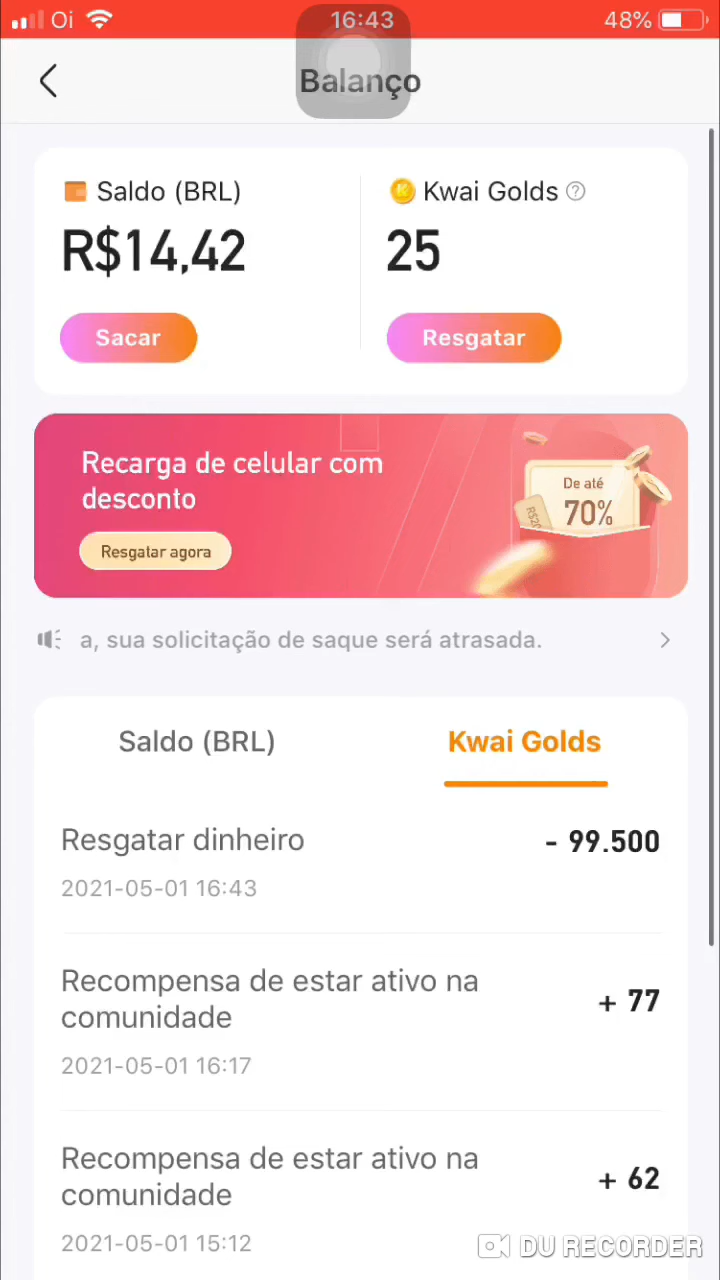 Oi 16:43 48%
Balanço
Saldo (BRL)
R$14,42
Sacar
Kwai Golds ?
25
Resgatar
Recarga de celular com
desconto
Resgatar agora
De até
70%
R$20
a, sua solicitação de saque será atrasada.
Saldo (BRL) Kwai Golds
Resgatar dinheiro - 99.500
2021-05-01 16:43
Recompensa de estar ativo na
comunidade + 77
2021-05-01 16:17
Recompensa de estar ativo na
comunidade + 62
2021-05-01 15:12
DU RECORDER